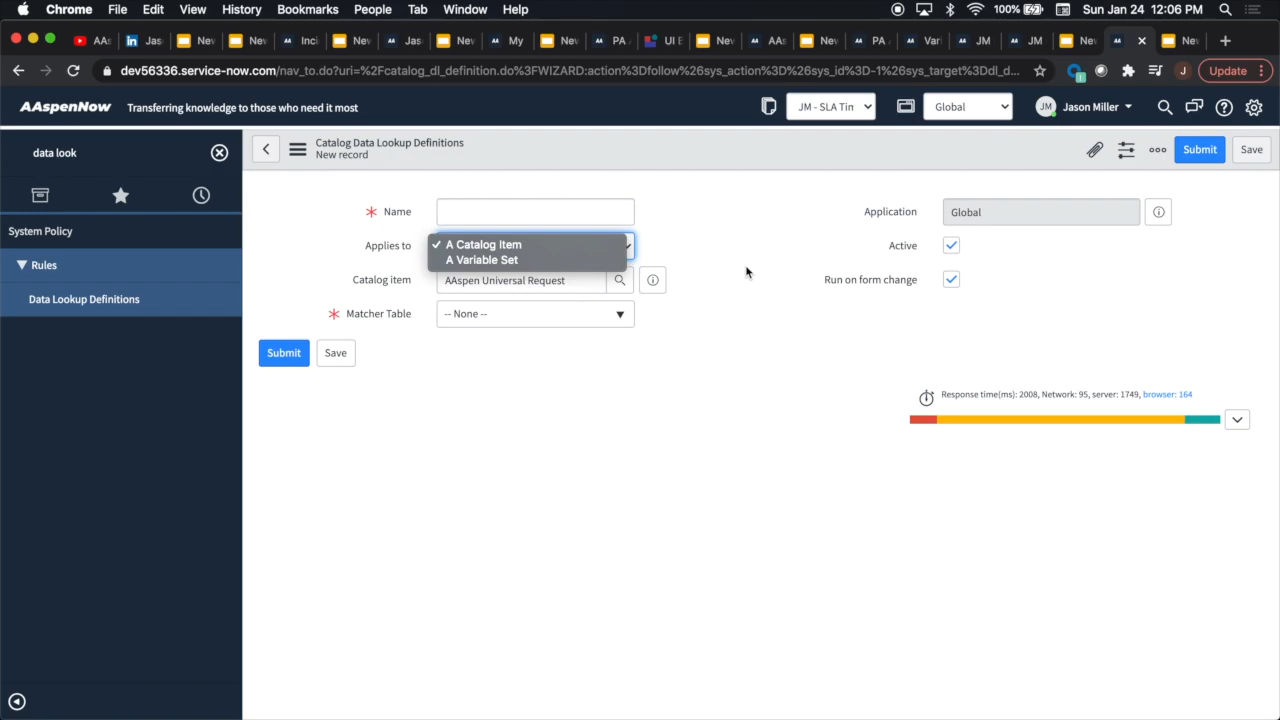 Chrome File Edit View History Bookmarks People Tab Window Help 100% Sun Jan 24 12:06 PM
AAs Jas Nev Nev Inci Nev Jas Nev My Nev PA UI E Nev AAs Nev PA Vari JM JM Nev AA Nev
dev56336.service-now.com/nav_to.do?uri=%2Fcatalog_dl_definition.do%3FWIZARD:action%3Dfollow%26sys_action%3D%26sys_id%3D-1%26sys_target%3Ddl_d... J Update
AAspenNow Transferring knowledge to those who need it most JM - SLA Tin Global JM Jason Miller
data look
Catalog Data Lookup Definitions
New record
Submit Save
System Policy
Rules
Data Lookup Definitions
Name
Application Global
Applies to A Catalog Item
A Variable Set
Active
Catalog item AAspen Universal Request
Run on form change
Matcher Table -- None --
Submit Save
Response time(ms): 2008, Network: 95, server: 1749, browser: 164